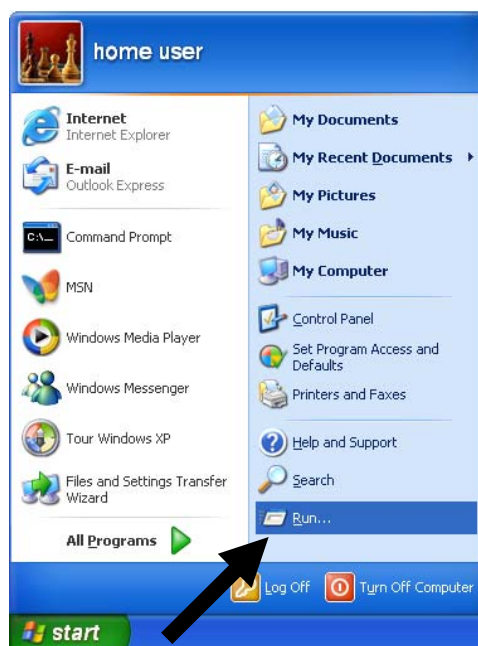 home user
Internet
Internet Explorer
E-mail
Outlook Express
C:\_
Command Prompt
MSN
Windows Media Player
Windows Messenger
Tour Windows XP
Files and Settings Transfer
Wizard
All Programs
My Documents
My Recent Documents
My Pictures
My Music
My Computer
Control Panel
Set Program Access and
Defaults
Printers and Faxes
Help and Support
Search
Run...
Log Off
Turn Off Computer
start